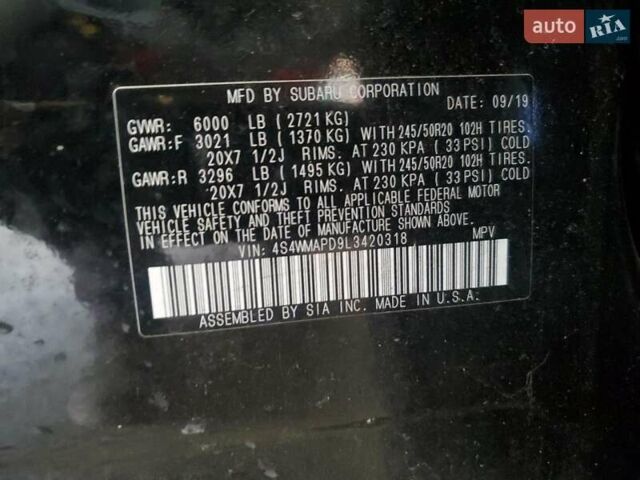 auto RIA.com
MFD BY SUBARU CORPORATION
DATE: 09/19
GVWR: 6000 LB ( 2721 KG)
GAWR:F 3021 LB ( 1370 KG) WITH 245/50R20 102H TIRES.
20X7 1/2J RIMS. AT 230 KPA ( 33 PSI) COLD
GAWR:R 3296 LB ( 1495 KG) WITH 245/50R20 102H TIRES.
20X7 1/2J RIMS. AT 230 KPA ( 33 PSI) COLD
THIS VEHICLE CONFORMS TO ALL APPLICABLE FEDERAL MOTOR
VEHICLE SAFETY AND THEFT PREVENTION STANDARDS
IN EFFECT ON THE DATE OF MANUFACTURE SHOWN ABOVE.
VIN: 4S4WMAPD9L3420318 MPV
ASSEMBLED BY SIA INC. MADE IN U.S.A.